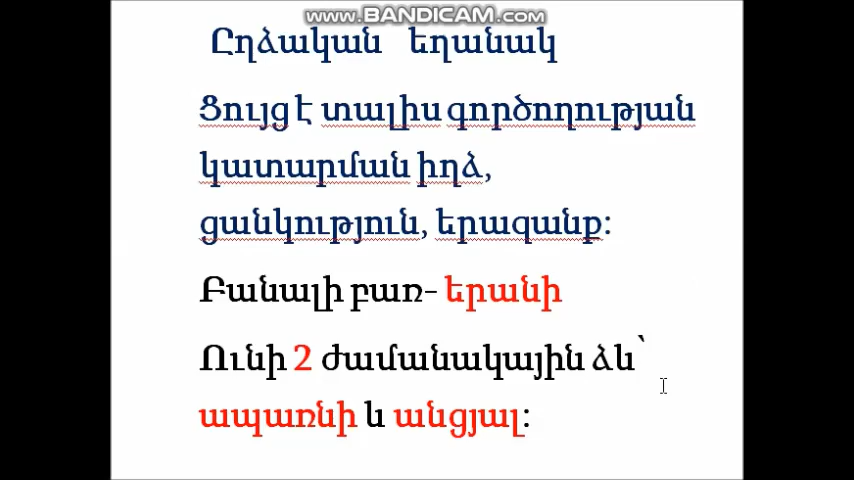 www.BANDICAM.com
Ըղձական եղանակ
Ցույց է տալիս գործողության
կատարման իղձ,
ցանկություն, երազանք:
Բանալի բառ- երանի
Ունի 2 ժամանակային ձև՝
ապառնի և անցյալ: